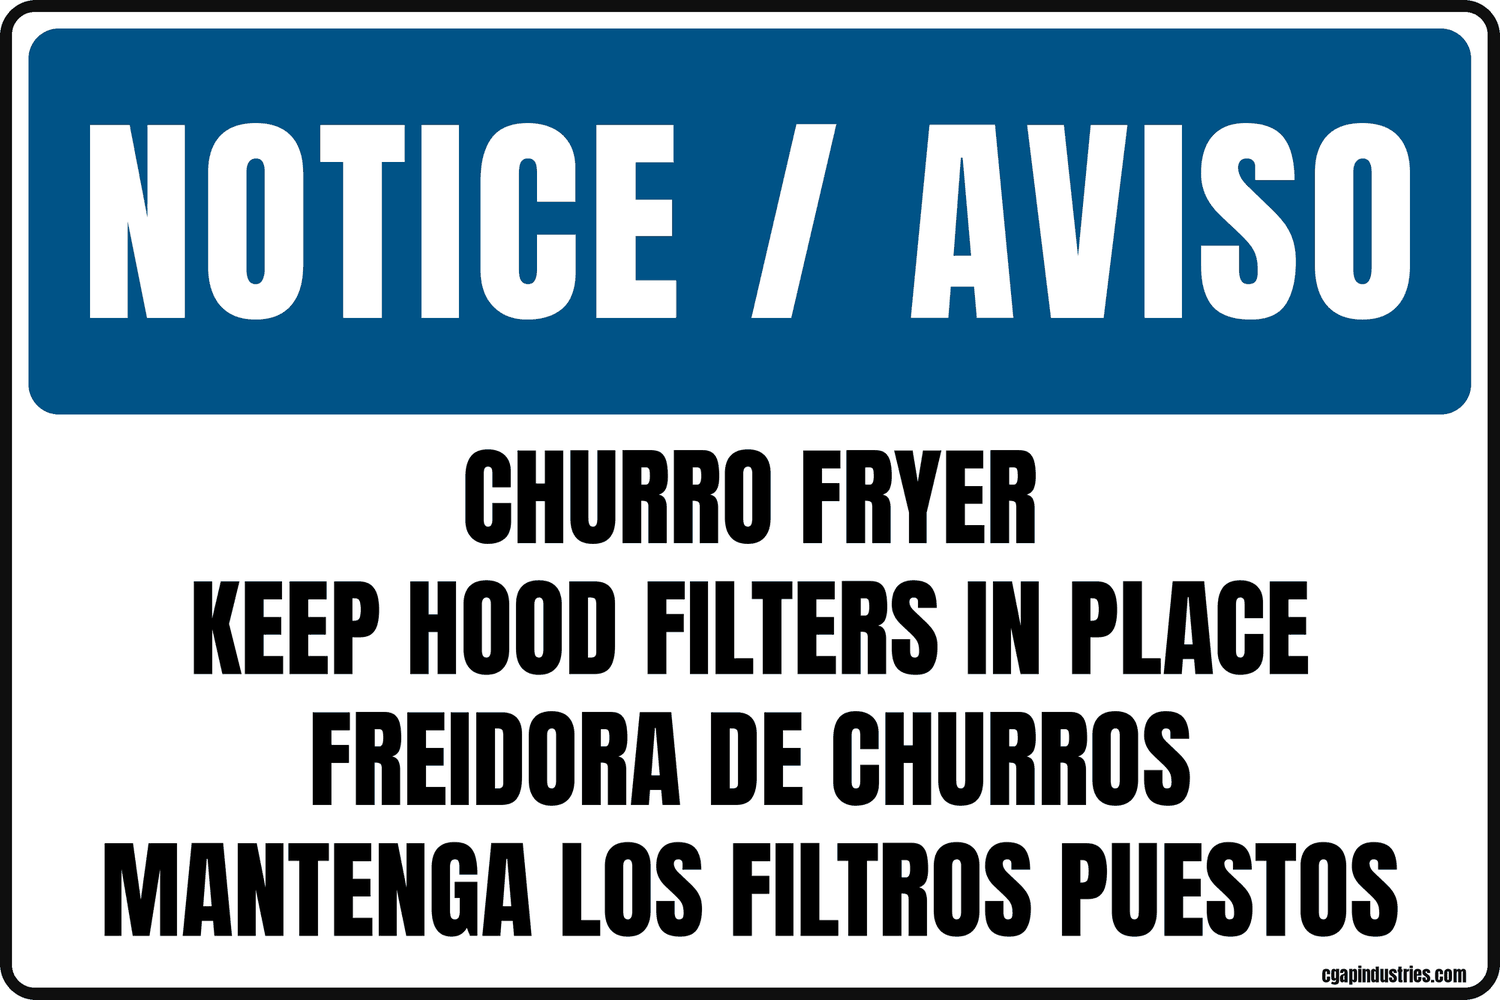 NOTICE / AVISO
CHURRO FRYER
KEEP HOOD FILTERS IN PLACE
FREIDORA DE CHURROS
MANTENGA LOS FILTROS PUESTOS
cgapindustries.com